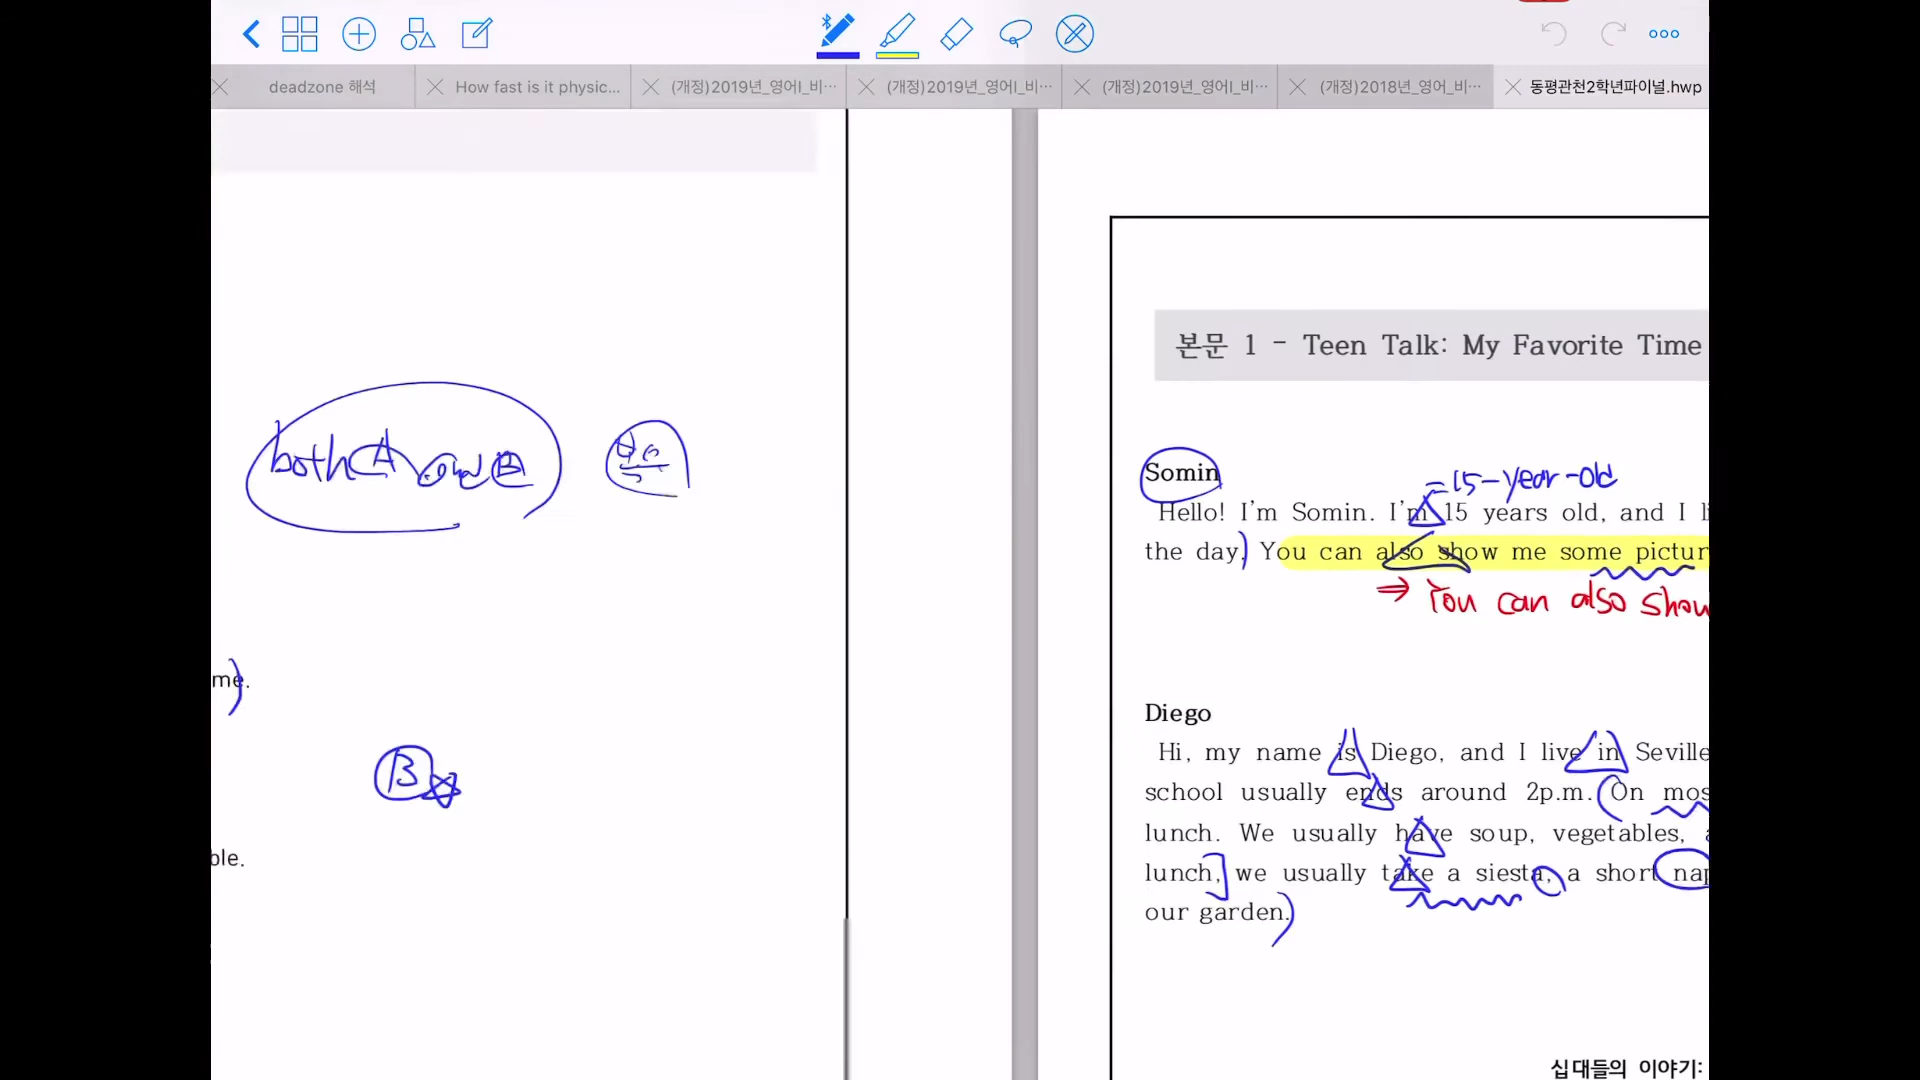 deadzone 해석
How fast is it physic...
(개정)2019년_영어I_비...
(개정)2019년_영어I_비...
(개정)2019년_영어I_비...
(개정)2018년_영어_비...
동평관천2학년파이널.hwp
both A and B
me.
B
ble.
본문 1 - Teen Talk: My Favorite Time
Somin
=15-year-old
Hello! I'm Somin. I'm 15 years old, and I li
the day. You can also show me some pictur
⇒ You can also show
Diego
Hi, my name is Diego, and I live in Seville
school usually ends around 2p.m. On mos
lunch. We usually have soup, vegetables, a
lunch, we usually take a siesta, a short nap
our garden.
십대들의 이야기: